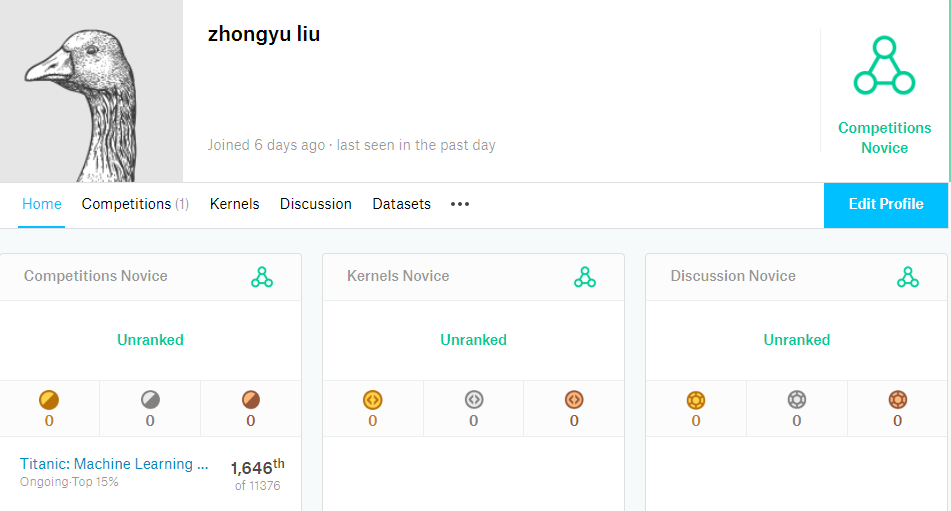 zhongyu liu
Joined 6 days ago · last seen in the past day
Competitions
Novice
Home Competitions (1) Kernels Discussion Datasets •••
Edit Profile
Competitions Novice
Unranked
0 0 0
Titanic: Machine Learning ... 1,646th
Ongoing·Top 15% of 11376
Kernels Novice
Unranked
0 0 0
Discussion Novice
Unranked
0 0 0